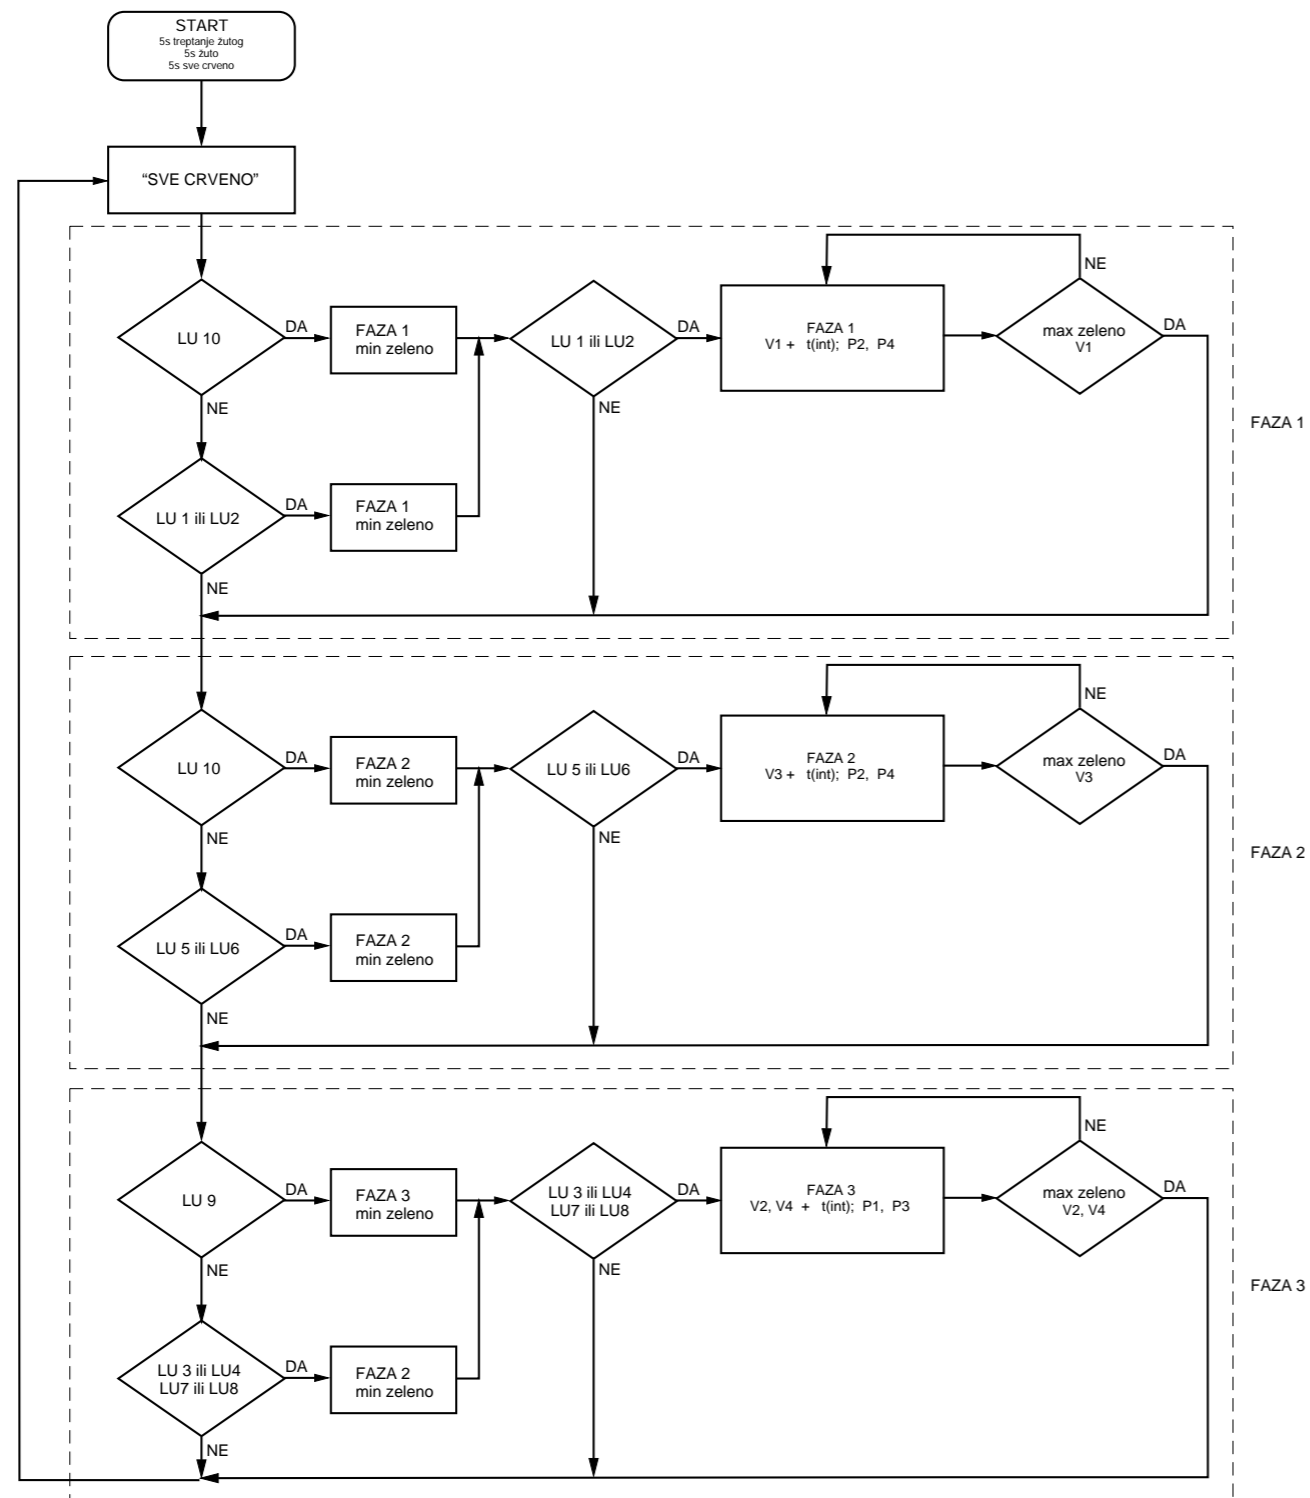 START
5s treptanje žutog
5s žuto
5s sve crveno
“SVE CRVENO”
LU 10
DA
NE
FAZA 1
min zeleno
LU 1 ili LU2
DA
NE
FAZA 1
V1 + t(int); P2, P4
NE
max zeleno
V1
DA
LU 1 ili LU2
DA
NE
FAZA 1
min zeleno
FAZA 1
LU 10
DA
NE
FAZA 2
min zeleno
LU 5 ili LU6
DA
NE
FAZA 2
V3 + t(int); P2, P4
NE
max zeleno
V3
DA
LU 5 ili LU6
DA
NE
FAZA 2
min zeleno
FAZA 2
LU 9
DA
NE
FAZA 3
min zeleno
LU 3 ili LU4
LU7 ili LU8
DA
NE
FAZA 3
V2, V4 + t(int); P1, P3
NE
max zeleno
V2, V4
DA
LU 3 ili LU4
LU7 ili LU8
DA
NE
FAZA 2
min zeleno
FAZA 3